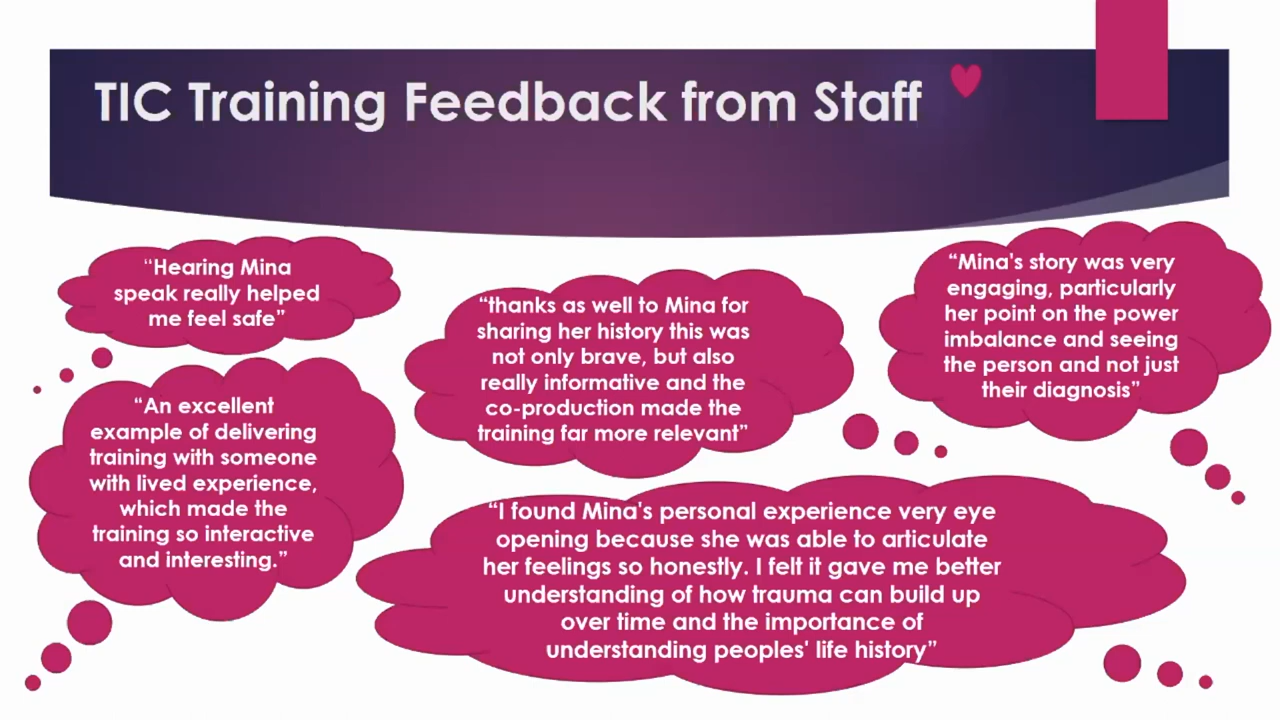 TIC Training Feedback from Staff
“Hearing Mina
speak really helped
me feel safe”
“thanks as well to Mina for
sharing her history this was
not only brave, but also
really informative and the
co-production made the
training far more relevant”
“Mina's story was very
engaging, particularly
her point on the power
imbalance and seeing
the person and not just
their diagnosis”
“An excellent
example of delivering
training with someone
with lived experience,
which made the
training so interactive
and interesting.”
“I found Mina's personal experience very eye
opening because she was able to articulate
her feelings so honestly. I felt it gave me better
understanding of how trauma can build up
over time and the importance of
understanding peoples' life history”